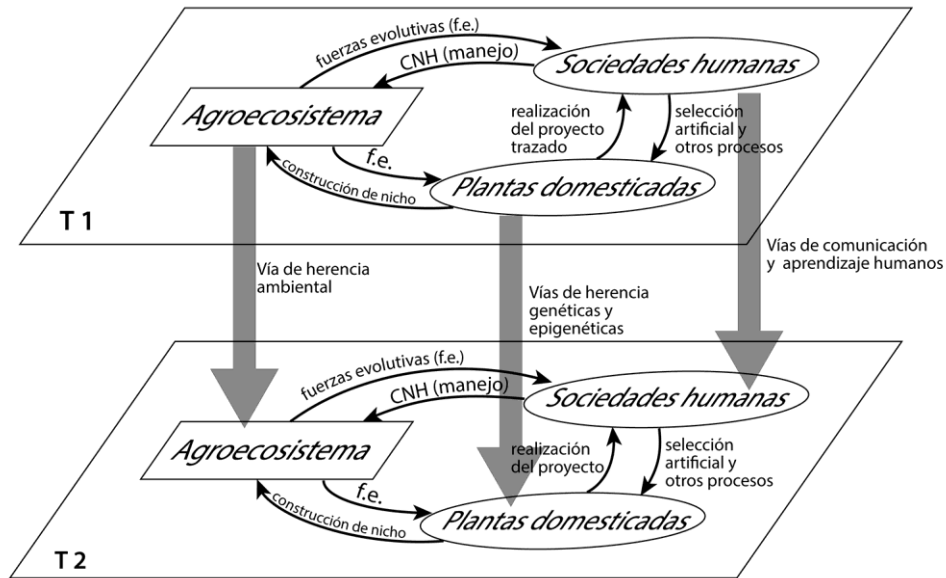 fuerzas evolutivas (f.e.)
CNH (manejo)
Sociedades humanas
Agroecosistema
realización
del proyecto
trazado
selección
artificial y
otros procesos
f.e.
construcción de nicho
Plantas domesticadas
T 1
Vía de herencia
ambiental
Vías de herencia
genéticas y
epigenéticas
Vías de comunicación
y aprendizaje humanos
fuerzas evolutivas (f.e.)
CNH (manejo)
Sociedades humanas
Agroecosistema
realización
del proyecto
selección
artificial y
otros procesos
f.e.
construcción de nicho
Plantas domesticadas
T 2